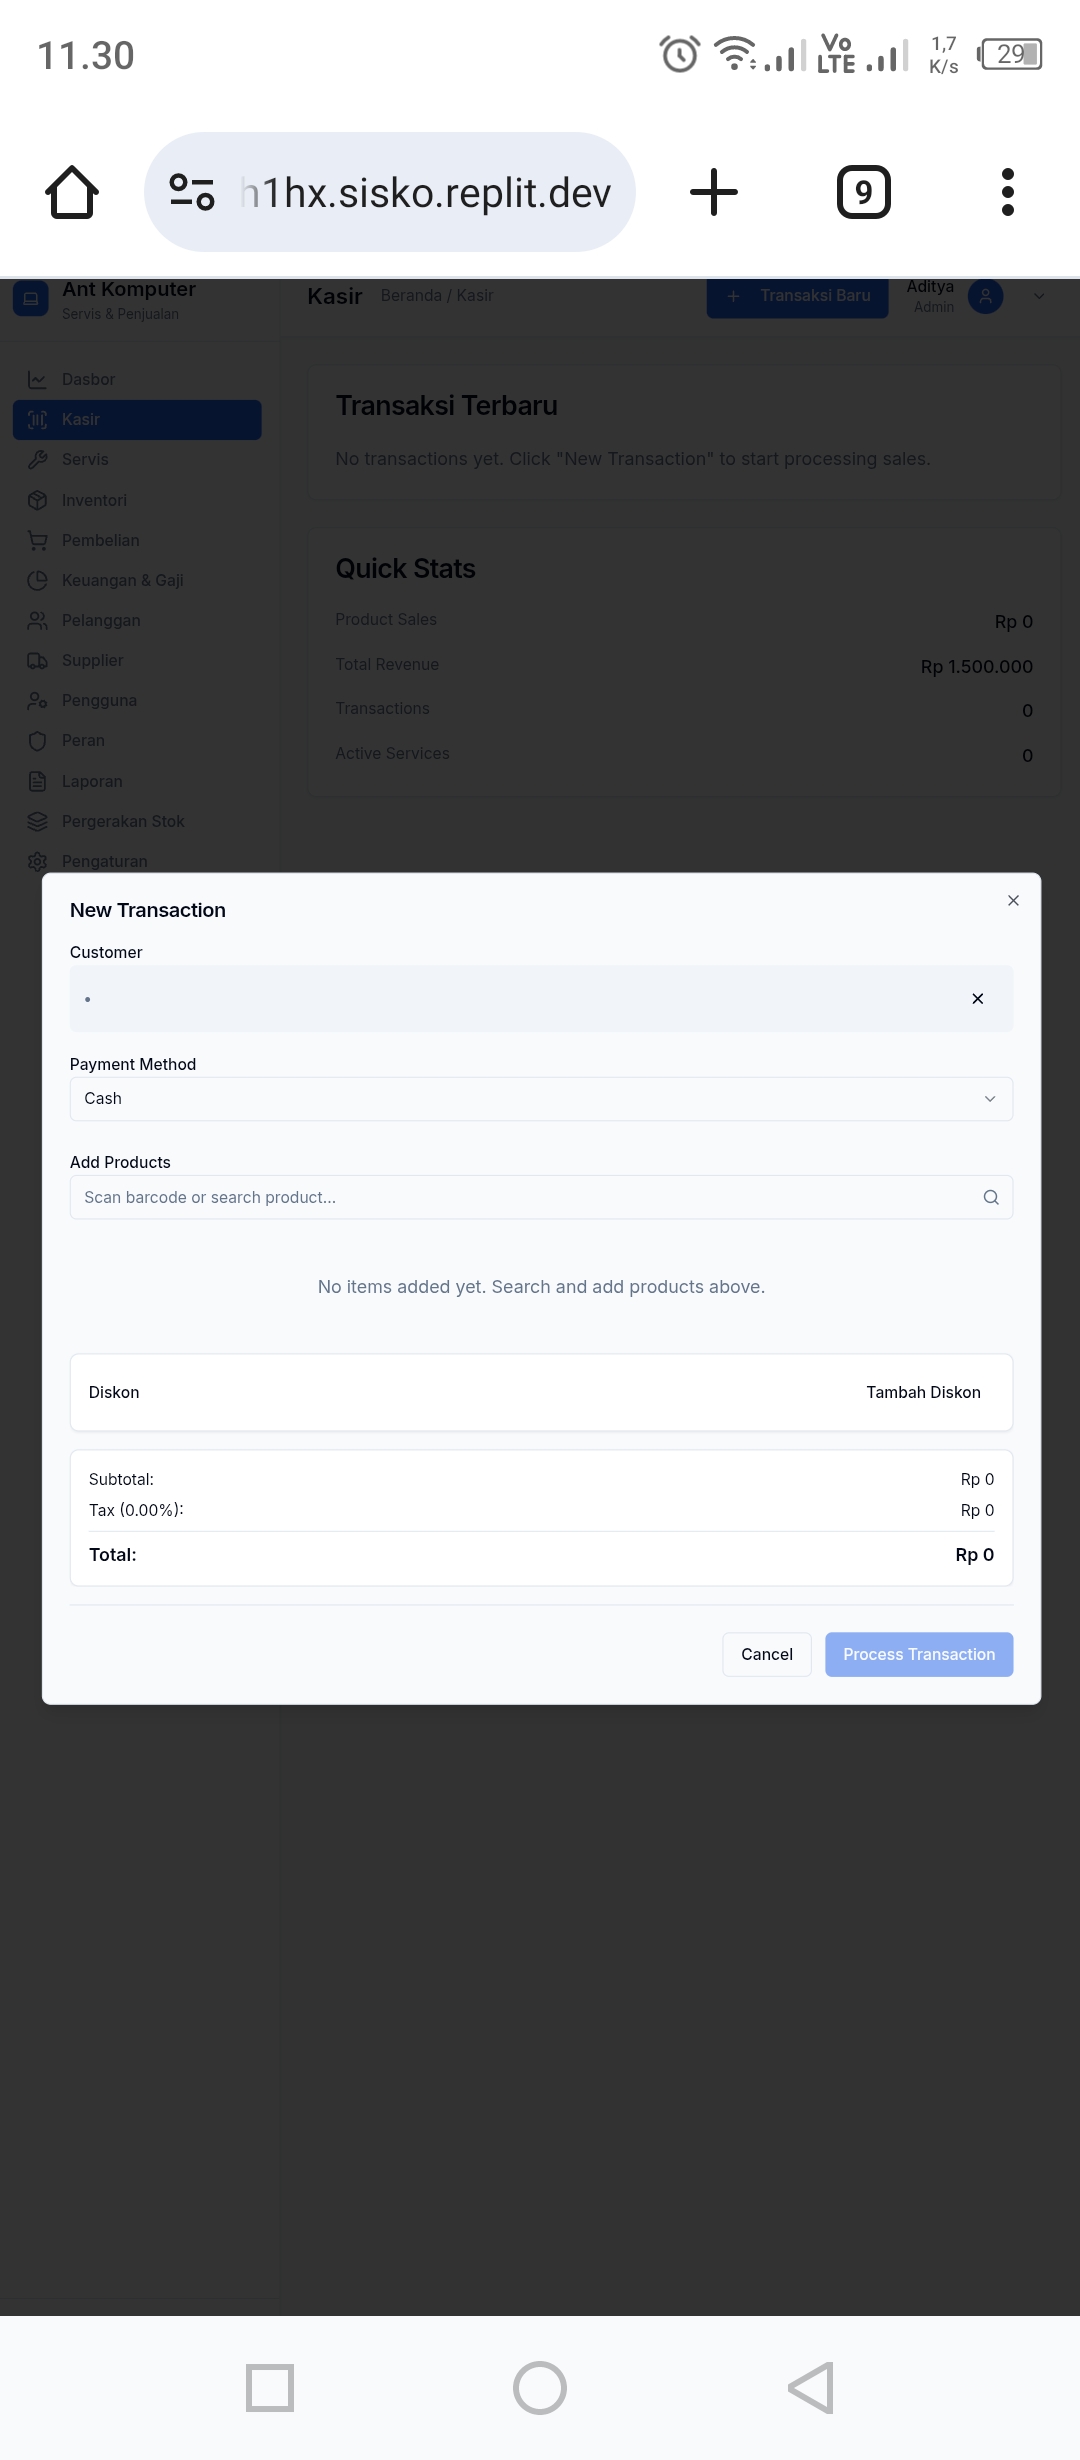 11.30
Vo
LTE
1,7
K/s
29
h1hx.sisko.replit.dev
9
Ant Komputer
Servis & Penjualan
Kasir
Beranda / Kasir
Transaksi Baru
Aditya
Admin
Dasbor
Kasir
Servis
Inventori
Pembelian
Keuangan & Gaji
Pelanggan
Supplier
Pengguna
Peran
Laporan
Pergerakan Stok
Pengaturan
Transaksi Terbaru
No transactions yet. Click "New Transaction" to start processing sales.
Quick Stats
Product Sales Rp 0
Total Revenue Rp 1.500.000
Transactions 0
Active Services 0
New Transaction
Customer
•
Payment Method
Cash
Add Products
Scan barcode or search product...
No items added yet. Search and add products above.
Diskon Tambah Diskon
Subtotal: Rp 0
Tax (0.00%): Rp 0
Total: Rp 0
Cancel Process Transaction